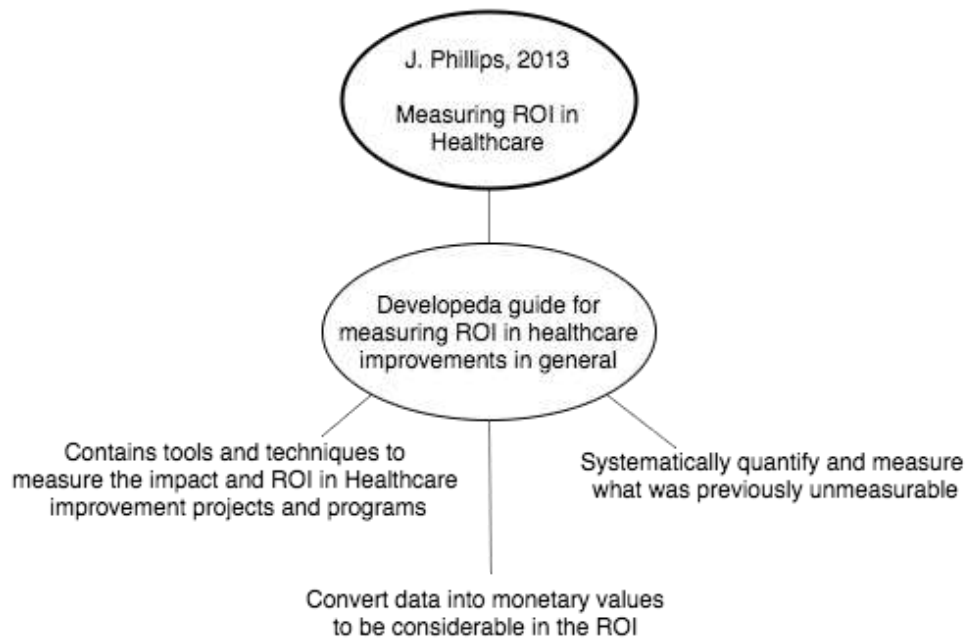 J. Phillips, 2013
Measuring ROI in
Healthcare
Developeda guide for
measuring ROI in healthcare
improvements in general
Contains tools and techniques to
measure the impact and ROI in Healthcare
improvement projects and programs
Systematically quantify and measure
what was previously unmeasurable
Convert data into monetary values
to be considerable in the ROI